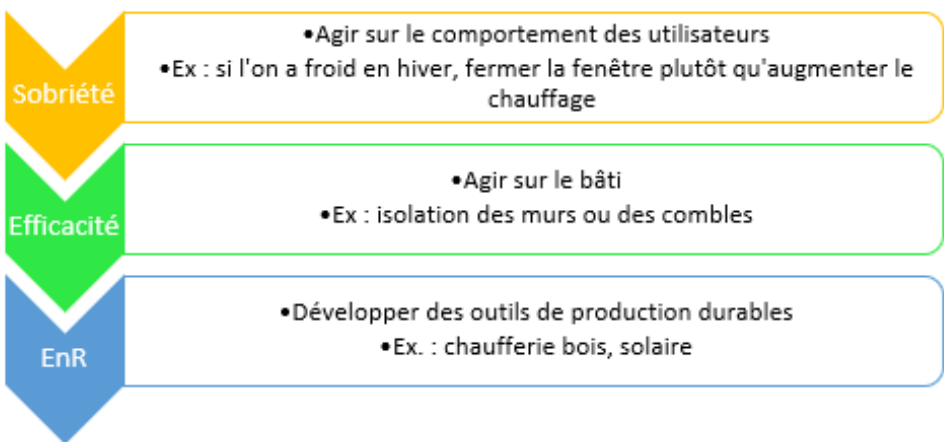 Sobriété
•Agir sur le comportement des utilisateurs
•Ex : si l'on a froid en hiver, fermer la fenêtre plutôt qu'augmenter le
chauffage
Efficacité
•Agir sur le bâti
•Ex : isolation des murs ou des combles
EnR
•Développer des outils de production durables
•Ex. : chaufferie bois, solaire